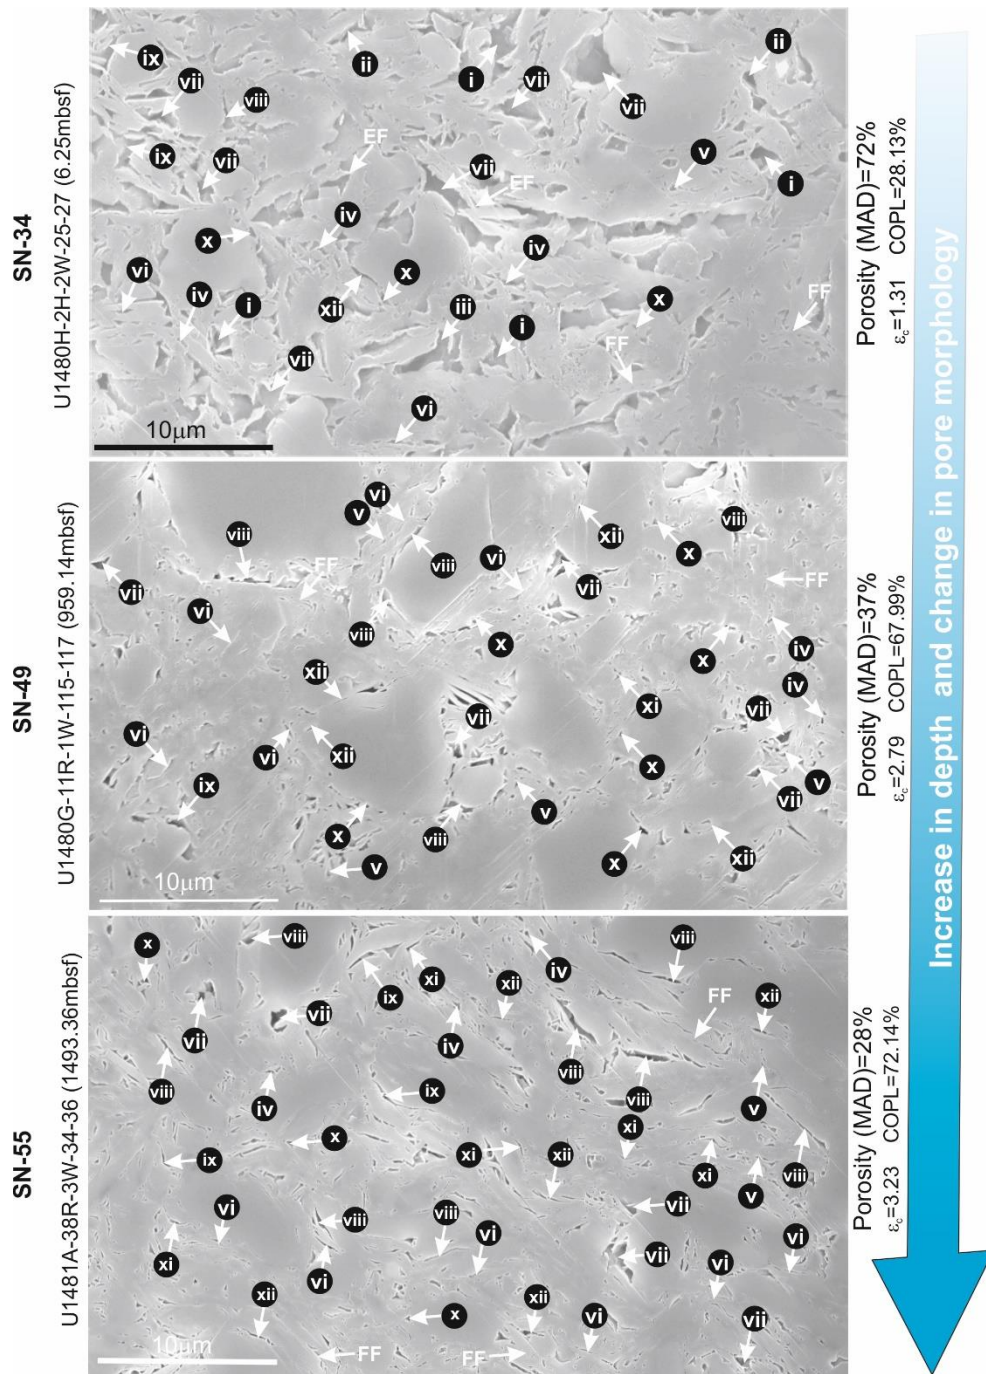 SN-34
U1480H-2H-2W-25-27 (6.25mbsf)
ix
vii
viii
ii
i
vii
vii
ii
ix
vii
EF
vii
EF
v
i
x
iv
iv
vi
iv
i
xii
x
iii
i
x
FF
vii
FF
vi
10μm
Porosity (MAD)=72%
εc=1.31 COPL=28.13%
SN-49
U1480G-11R-1W-115-117 (959.14mbsf)
viii
v
vi
viii
vi
xii
x
viii
vii
FF
vii
FF
vi
viii
x
x
iv
xii
vii
xi
vii
iv
vi
vi
xii
x
ix
v
vii
v
x
viii
v
x
xii
10μm
Porosity (MAD)=37%
εc=2.79 COPL=67.99%
SN-55
U1481A-38R-3W-34-36 (1493.36mbsf)
x
viii
ix
xi
xii
iv
viii
FF
xii
vii
vii
iv
viii
viii
iv
ix
viii
v
ix
x
xi
xii
xi
xi
v
viii
vi
viii
viii
vi
vii
vi
xi
vi
vii
vi
xii
x
xii
vi
vii
FF
FF
10μm
Porosity (MAD)=28%
εc=3.23 COPL=72.14%
Increase in depth and change in pore morphology